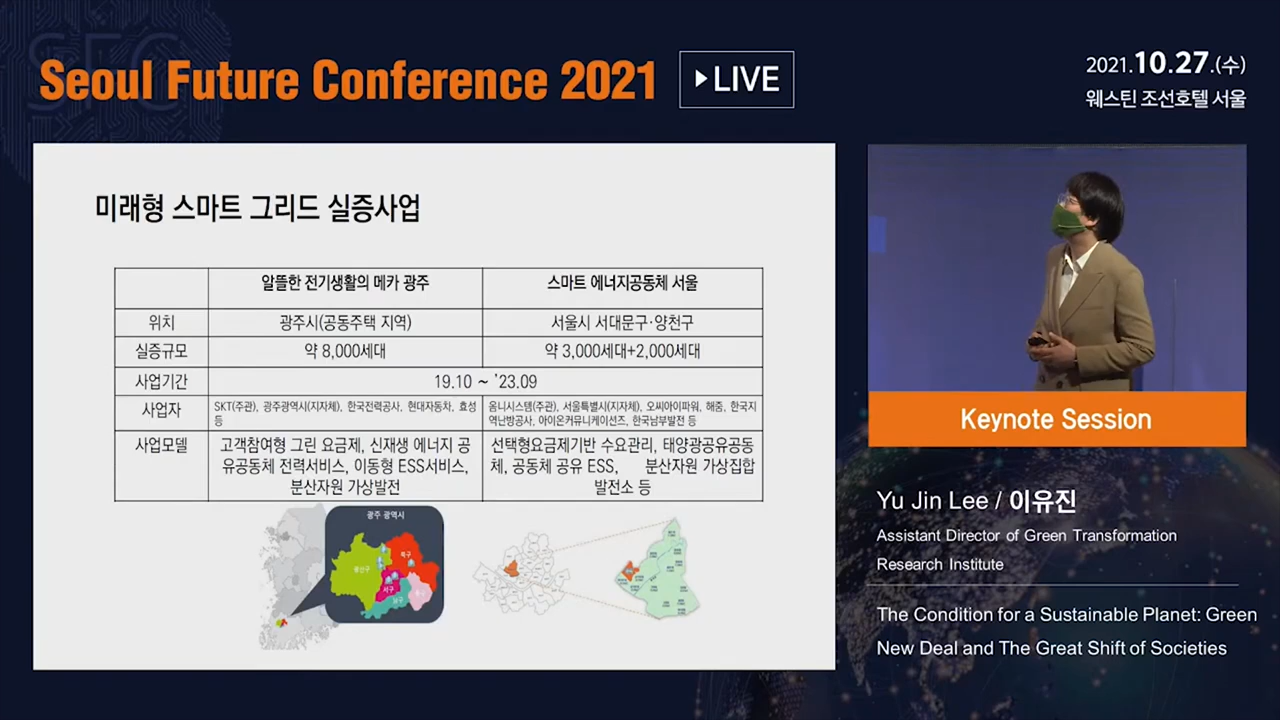 Seoul Future Conference 2021
LIVE
2021.10.27.(수)
웨스틴 조선호텔 서울
미래형 스마트 그리드 실증사업
알뜰한 전기생활의 메카 광주
스마트 에너지공동체 서울
위치
광주시(공동주택 지역)
서울시 서대문구·양천구
실증규모
약 8,000세대
약 3,000세대+2,000세대
사업기간
19.10 ~ '23.09
사업자
SKT(주관), 광주광역시(지자체), 한국전력공사, 현대자동차, 효성
등
옴니시스템(주관), 서울특별시(지자체), 오씨아이파워, 해줌, 한국지
역난방공사, 아이온커뮤니케이션즈, 한국남부발전 등
사업모델
고객참여형 그린 요금제, 신재생 에너지 공
유공동체 전력서비스, 이동형 ESS서비스,
분산자원 가상발전
선택형요금제기반 수요관리, 태양광공유공동
체, 공동체 공유 ESS, 분산자원 가상집합
발전소 등
광주 광역시
광산구
북구
서구
남구
동구
Keynote Session
Yu Jin Lee / 이유진
Assistant Director of Green Transformation
Research Institute
The Condition for a Sustainable Planet: Green
New Deal and The Great Shift of Societies